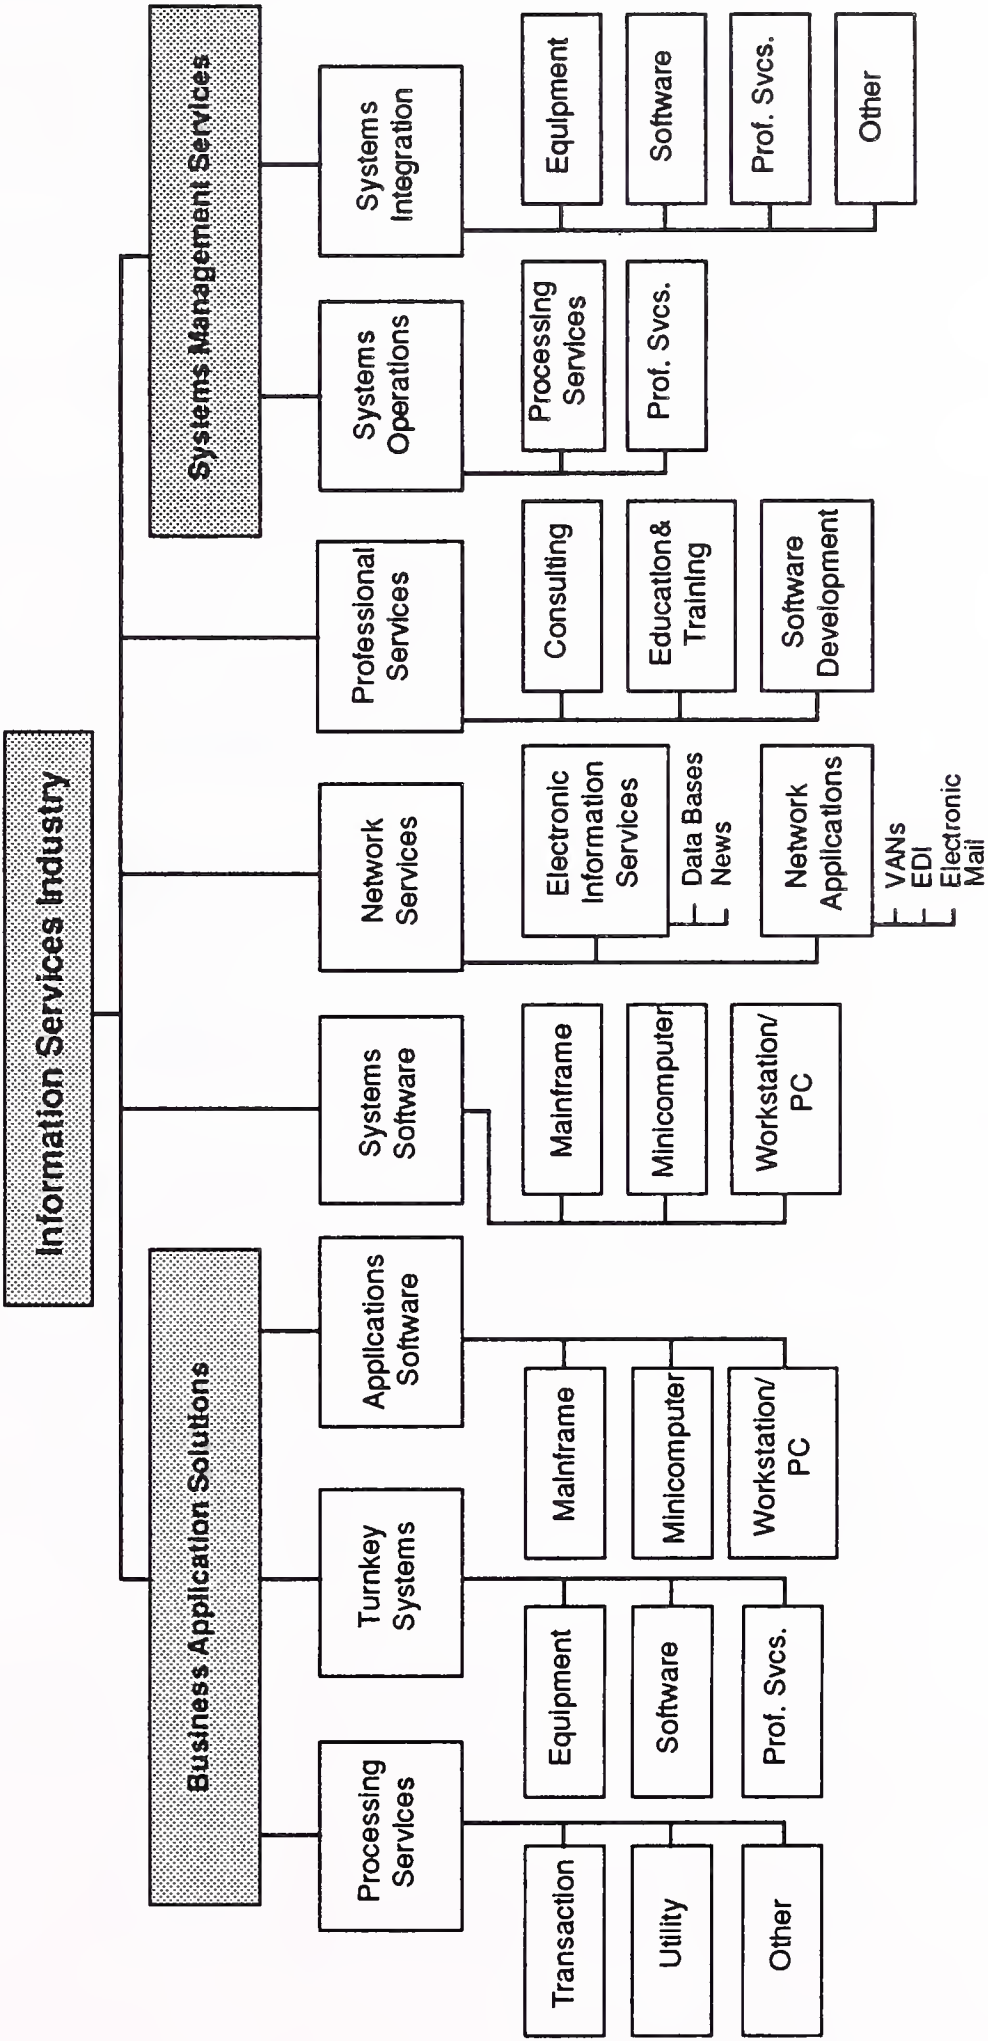 Information Services Industry
Business Application Solutions
Systems Management Services
Processing
Services
Turnkey
Systems
Applications
Software
Systems
Software
Network
Services
Professional
Services
Systems
Operations
Systems
Integration
Transaction
Utility
Other
Equipment
Software
Prof. Svcs.
Mainframe
Minicomputer
Workstation/
PC
Mainframe
Minicomputer
Workstation/
PC
Electronic
Information
Services
Data Bases
News
Network
Applications
VANs
EDI
Electronic
Mail
Consulting
Education&
Training
Software
Development
Processing
Services
Prof. Svcs.
Equipment
Software
Prof. Svcs.
Other